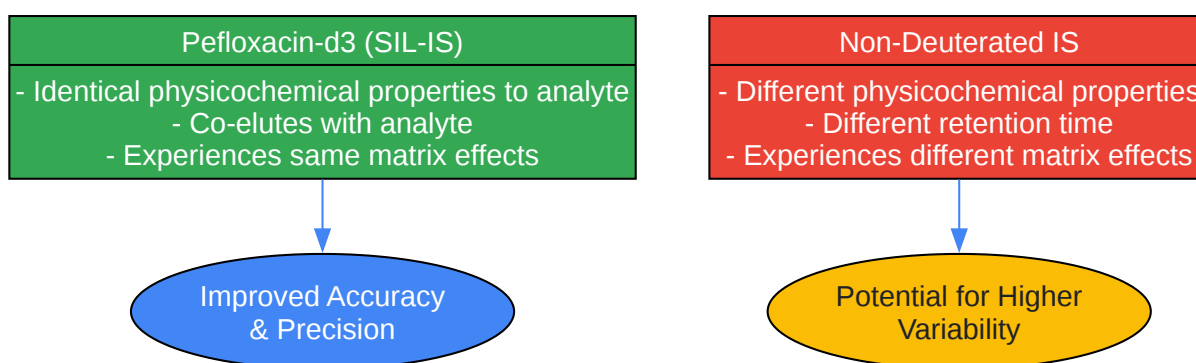 Pefloxacin-d3 (SIL-IS)
- Identical physicochemical properties to analyte
- Co-elutes with analyte
- Experiences same matrix effects
Improved Accuracy
& Precision
Non-Deuterated IS
- Different physicochemical properties
- Different retention time
- Experiences different matrix effects
Potential for Higher
Variability